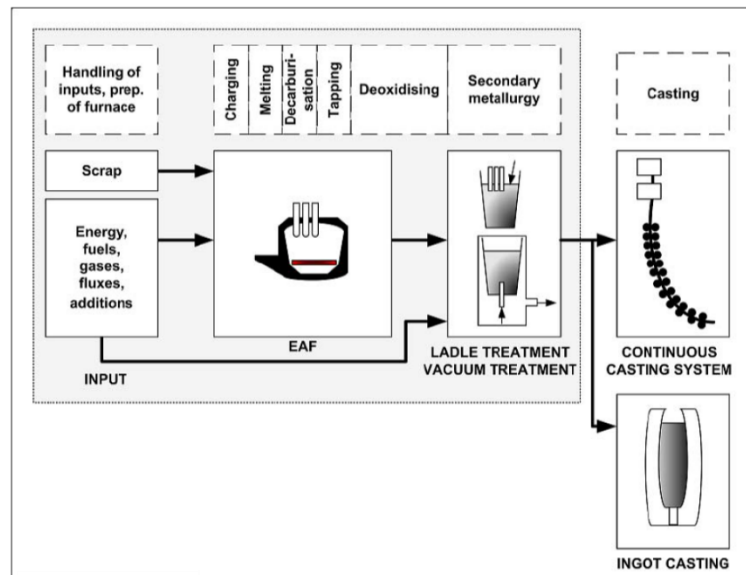 Handling of
inputs, prep.
of furnace
Charging
Melting
Decarburi-
sation
Tapping
Deoxidising
Secondary
metallurgy
Casting
Scrap
Energy,
fuels,
gases,
fluxes,
additions
INPUT
EAF
LADLE TREATMENT
VACUUM TREATMENT
CONTINUOUS
CASTING SYSTEM
INGOT CASTING